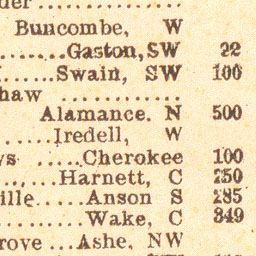 der ............
Buncombe, W
......Gaston, SW 22
......Swain, SW 100
haw ............
Alamance. N 500
Iredell, W
ys .....Cherokee 100
......Harnett, C 250
ille.....Anson S 285
......Wake, C 349
rove...Ashe, NW